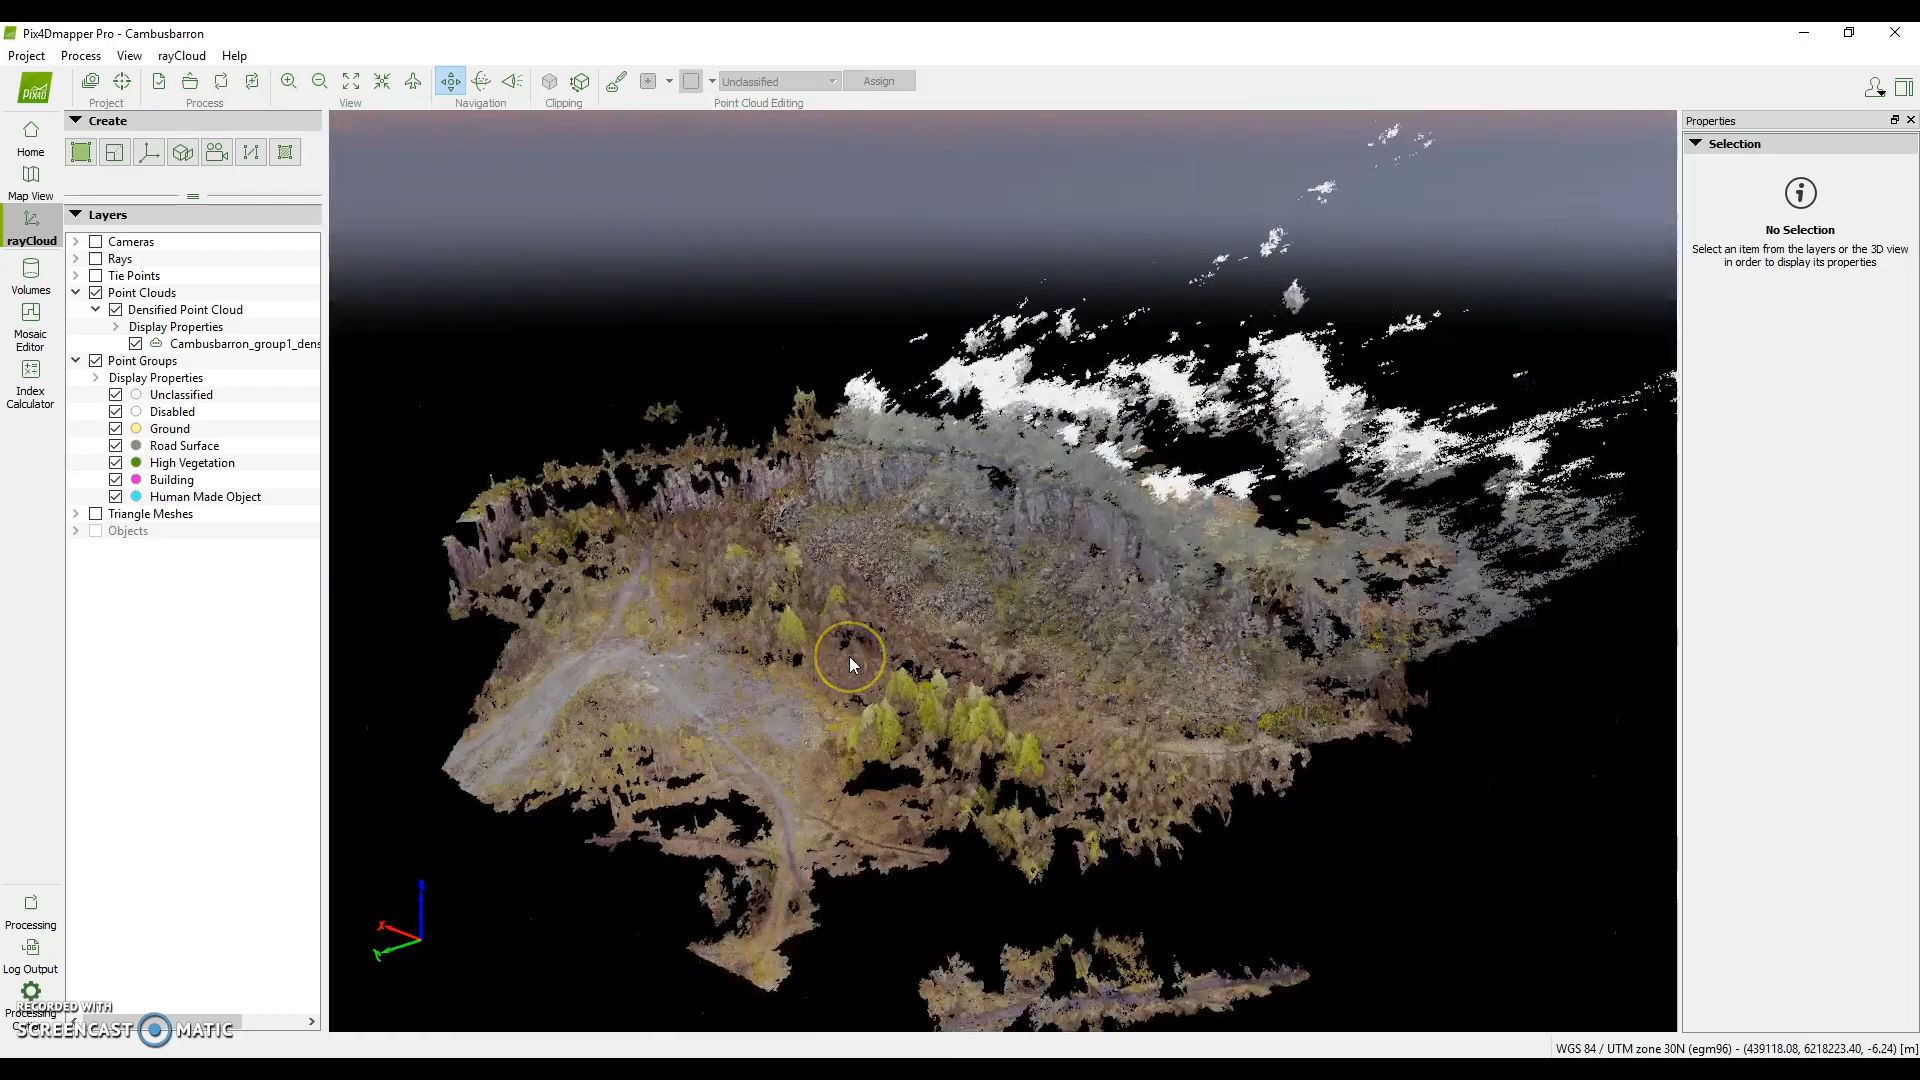 Pix4Dmapper Pro - Cambusbarron
Project Process View rayCloud Help
PIX4D
Unclassified Assign
Project Process View Navigation Clipping Point Cloud Editing
Home
Map View
rayCloud
Volumes
Mosaic
Editor
Index
Calculator
Processing
Log Output
Processing
Create
Layers
Cameras
Rays
Tie Points
Point Clouds
Densified Point Cloud
Display Properties
Cambusbarron_group1_dens
Point Groups
Display Properties
Unclassified
Disabled
Ground
Road Surface
High Vegetation
Building
Human Made Object
Triangle Meshes
Objects
Properties
Selection
No Selection
Select an item from the layers or the 3D view
in order to display its properties
RECORDED WITH
SCREENCAST MATIC
WGS 84 / UTM zone 30N (egm96) - (439118.08, 6218223.40, -6.24) [m]